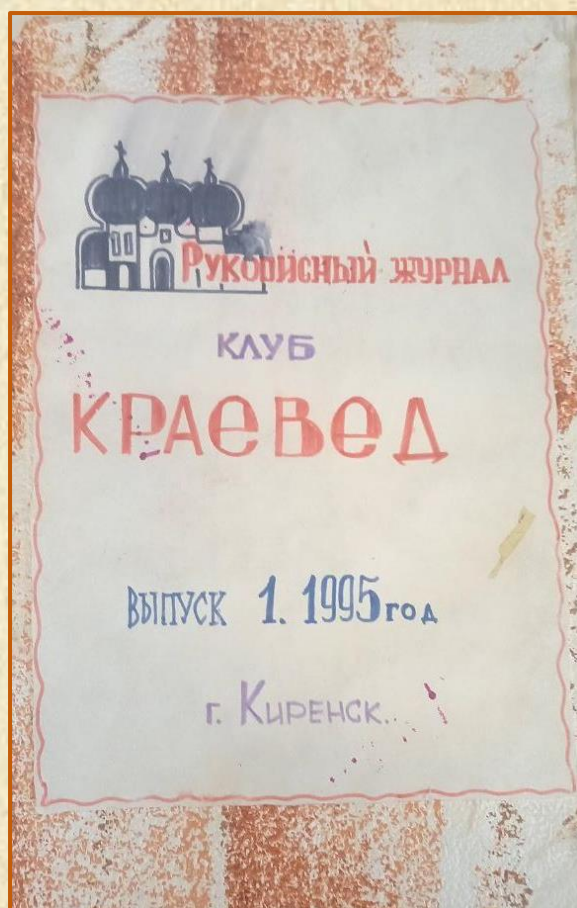 Рукописный журнал
клуб
краевед
выпуск 1. 1995 год
г. Киренск.